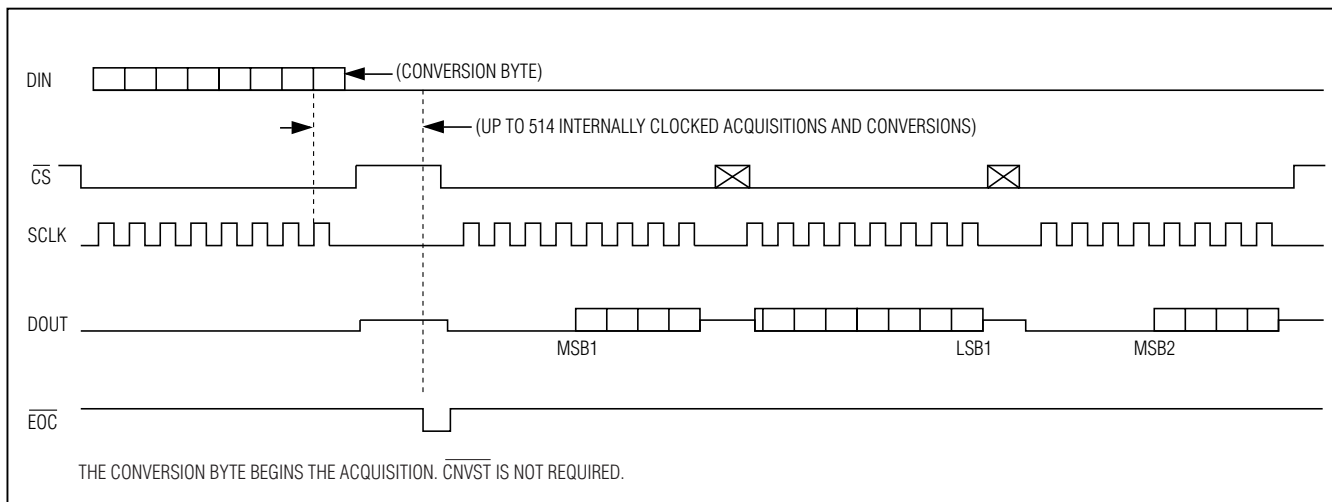 DIN
(CONVERSION BYTE)
(UP TO 514 INTERNALLY CLOCKED ACQUISITIONS AND CONVERSIONS)
CS
SCLK
DOUT
MSB1
LSB1
MSB2
EOC
THE CONVERSION BYTE BEGINS THE ACQUISITION. CNVST IS NOT REQUIRED.